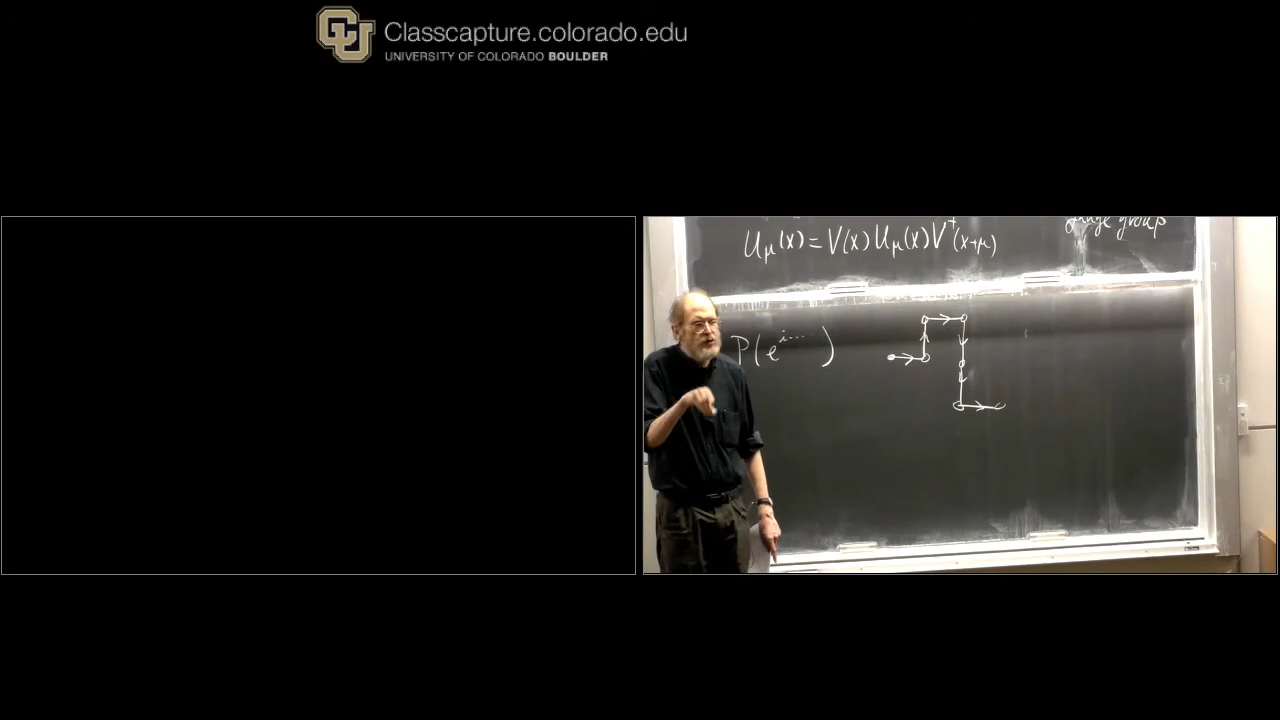 Classcapture.colorado.edu
UNIVERSITY OF COLORADO BOULDER
gauge group
Uμ(x) = V(x) Uμ(x) V†(x+μ)
P(e^{i....})